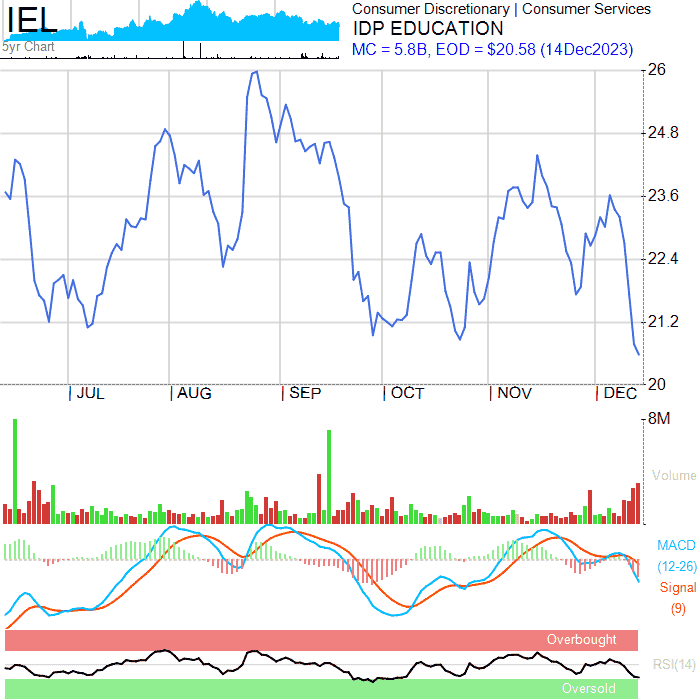 IEL
5yr Chart
Consumer Discretionary | Consumer Services
IDP EDUCATION
MC = 5.8B, EOD = $20.58 (14Dec2023)
26
24.8
23.6
22.4
21.2
20
JUL AUG SEP OCT NOV DEC
8M
Volume
MACD
(12-26)
Signal
(9)
Overbought
RSI(14)
Oversold